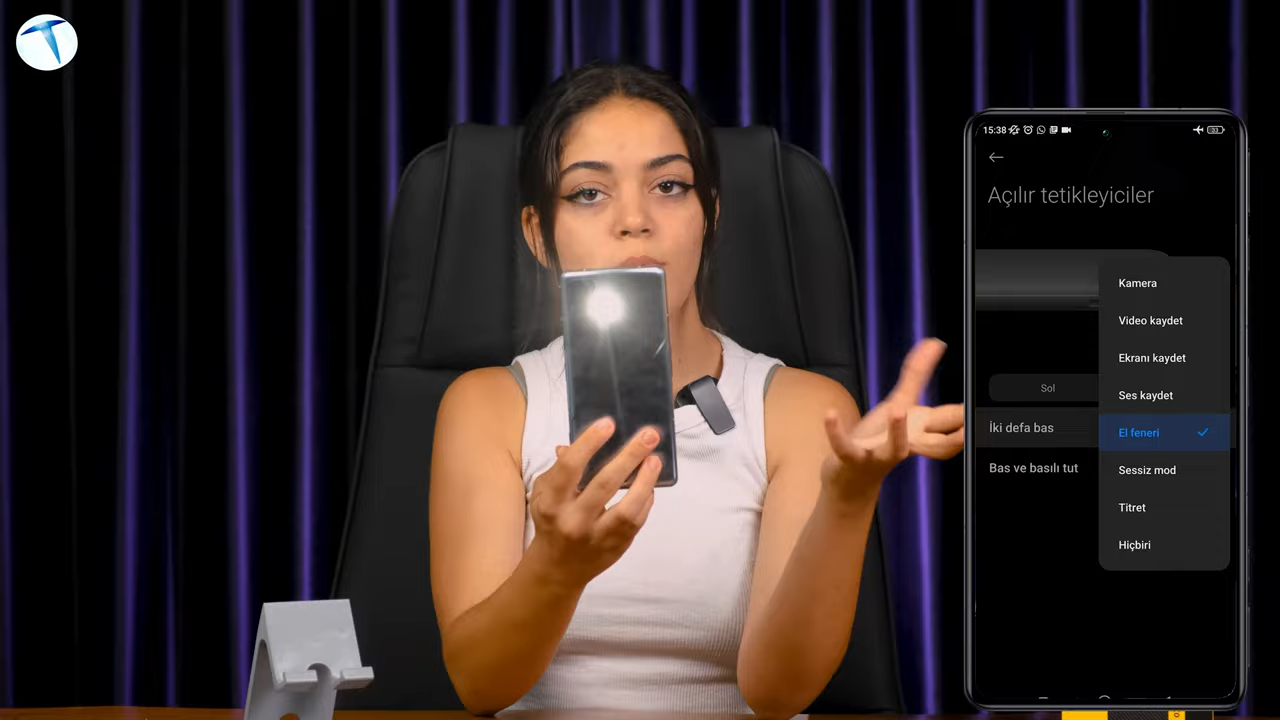 15:38
Açılır tetikleyiciler
Kamera
Video kaydet
Ekranı kaydet
Sol
Ses kaydet
İki defa bas
El feneri
Bas ve basılı tut
Sessiz mod
Titret
Hiçbiri